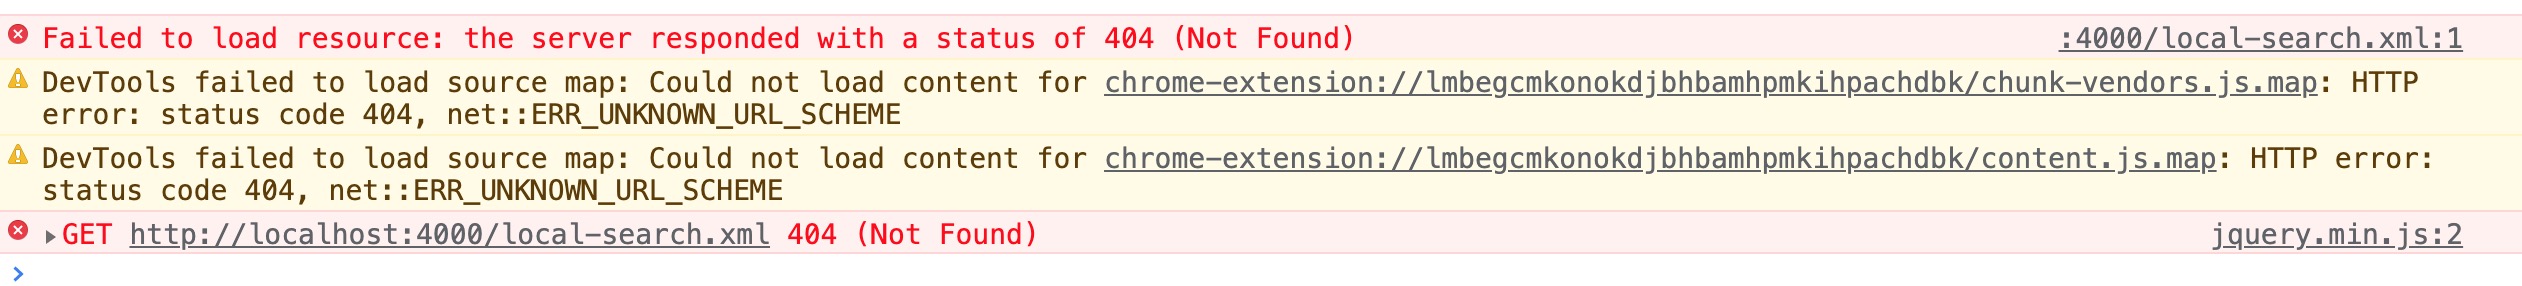 Failed to load resource: the server responded with a status of 404 (Not Found) :4000/local-search.xml:1
DevTools failed to load source map: Could not load content for chrome-extension://lmbegcmkonokdjbhbamhpmkihpachdbk/chunk-vendors.js.map: HTTP
error: status code 404, net::ERR_UNKNOWN_URL_SCHEME
DevTools failed to load source map: Could not load content for chrome-extension://lmbegcmkonokdjbhbamhpmkihpachdbk/content.js.map: HTTP error:
status code 404, net::ERR_UNKNOWN_URL_SCHEME
GET http://localhost:4000/local-search.xml 404 (Not Found) jquery.min.js:2